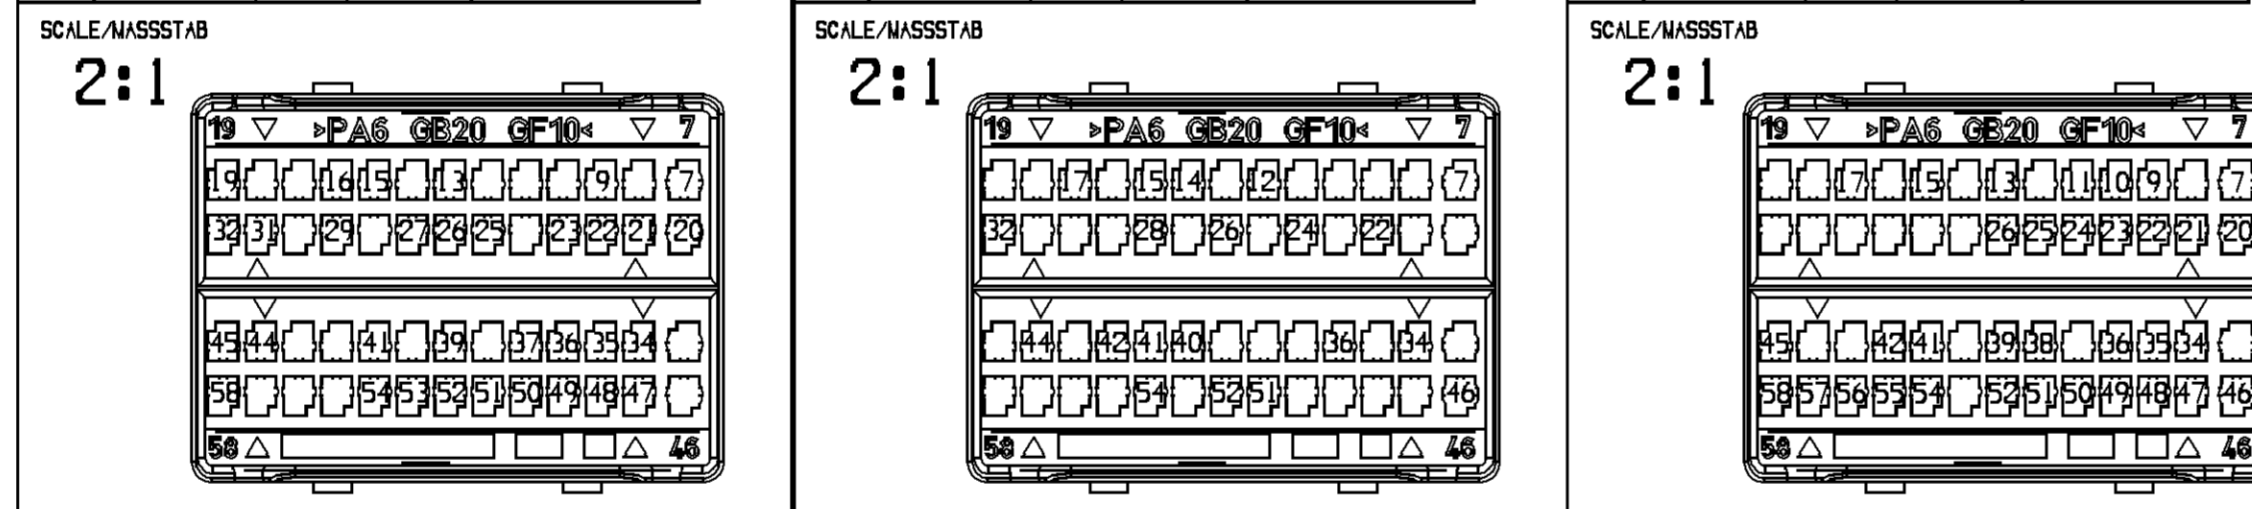 SCALE/MASSSTAB
2:1
19 >PA6 GB20 GF10< 7
19 16 15 13 9 7
32 31 29 27 26 25 23 22 21 20
45 44 41 39 37 36 35 34
58 54 53 52 51 50 49 48 47
58 46
SCALE/MASSSTAB
2:1
19 >PA6 GB20 GF10< 7
17 15 14 12 7
32 28 26 24 22
44 42 41 40 36 34
54 52 51 46
58 46
SCALE/MASSSTAB
2:1
19 >PA6 GB20 GF10< 7
17 15 13 11 10 9 7
26 25 24 23 22 21 20
45 42 41 39 38 36 35 34
58 57 56 55 54 52 51 50 49 48 47 46
58 46